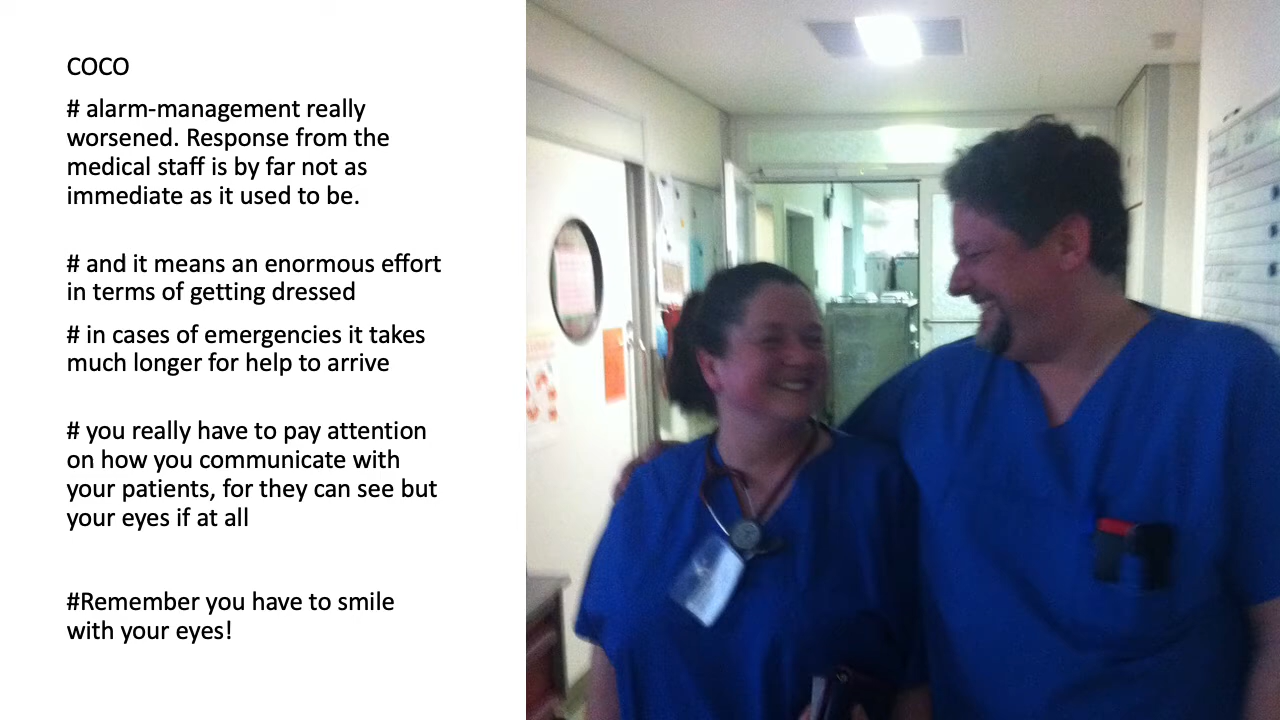 COCO
# alarm-management really
worsened. Response from the
medical staff is by far not as
immediate as it used to be.
# and it means an enormous effort
in terms of getting dressed
# in cases of emergencies it takes
much longer for help to arrive
# you really have to pay attention
on how you communicate with
your patients, for they can see but
your eyes if at all
#Remember you have to smile
with your eyes!